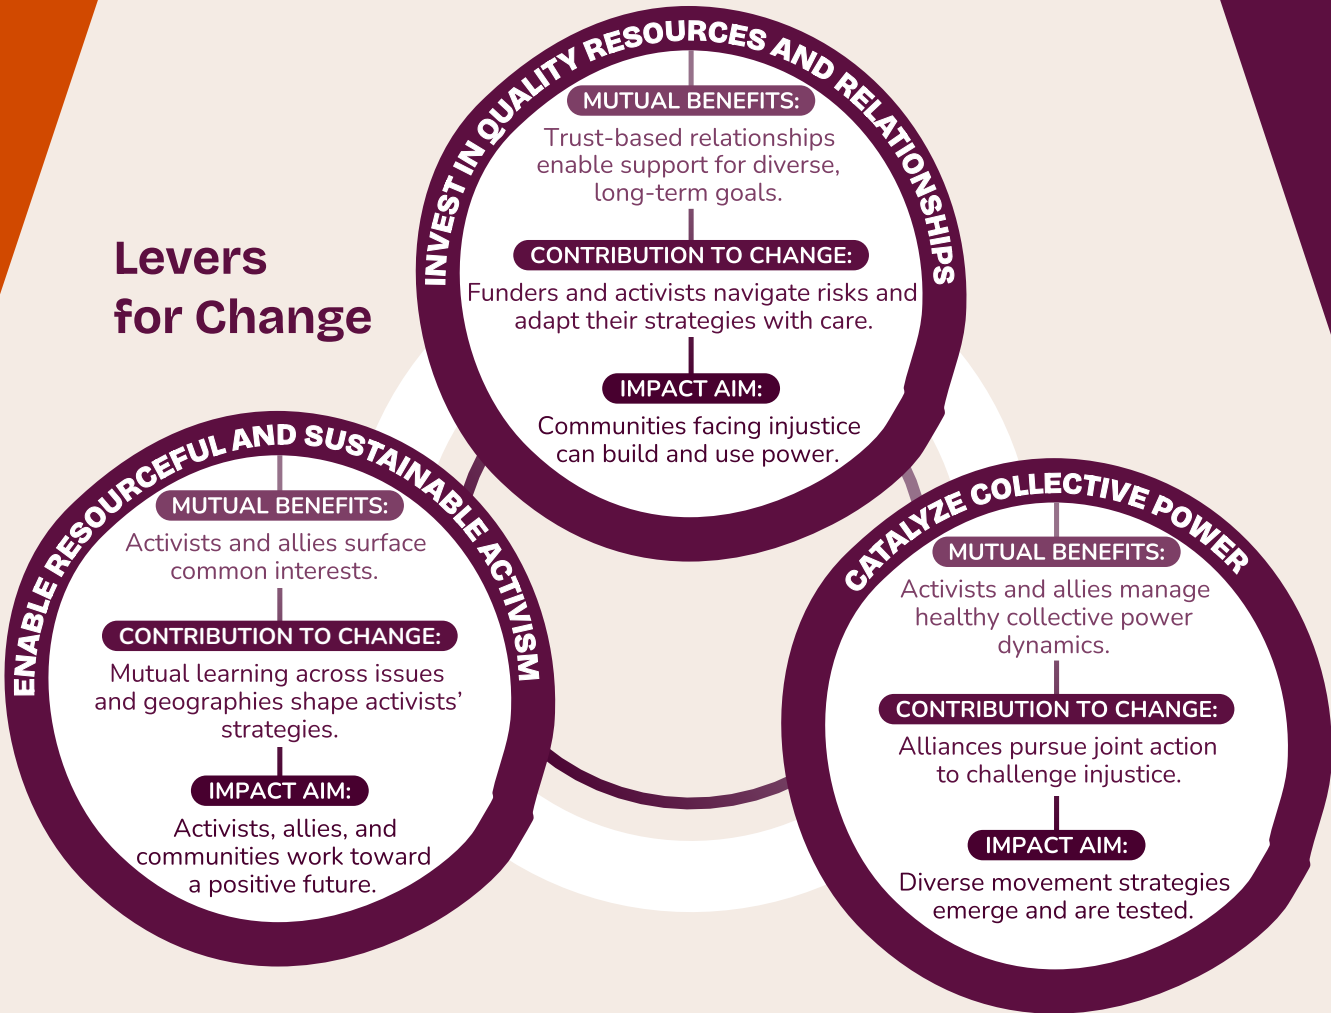 Levers
for Change
INVEST IN QUALITY RESOURCES AND RELATIONSHIPS
MUTUAL BENEFITS:
Trust-based relationships
enable support for diverse,
long-term goals.
CONTRIBUTION TO CHANGE:
Funders and activists navigate risks and
adapt their strategies with care.
IMPACT AIM:
Communities facing injustice
can build and use power.
ENABLE RESOURCEFUL AND SUSTAINABLE ACTIVISM
MUTUAL BENEFITS:
Activists and allies surface
common interests.
CONTRIBUTION TO CHANGE:
Mutual learning across issues
and geographies shape activists’
strategies.
IMPACT AIM:
Activists, allies, and
communities work toward
a positive future.
CATALYZE COLLECTIVE POWER
MUTUAL BENEFITS:
Activists and allies manage
healthy collective power
dynamics.
CONTRIBUTION TO CHANGE:
Alliances pursue joint action
to challenge injustice.
IMPACT AIM:
Diverse movement strategies
emerge and are tested.